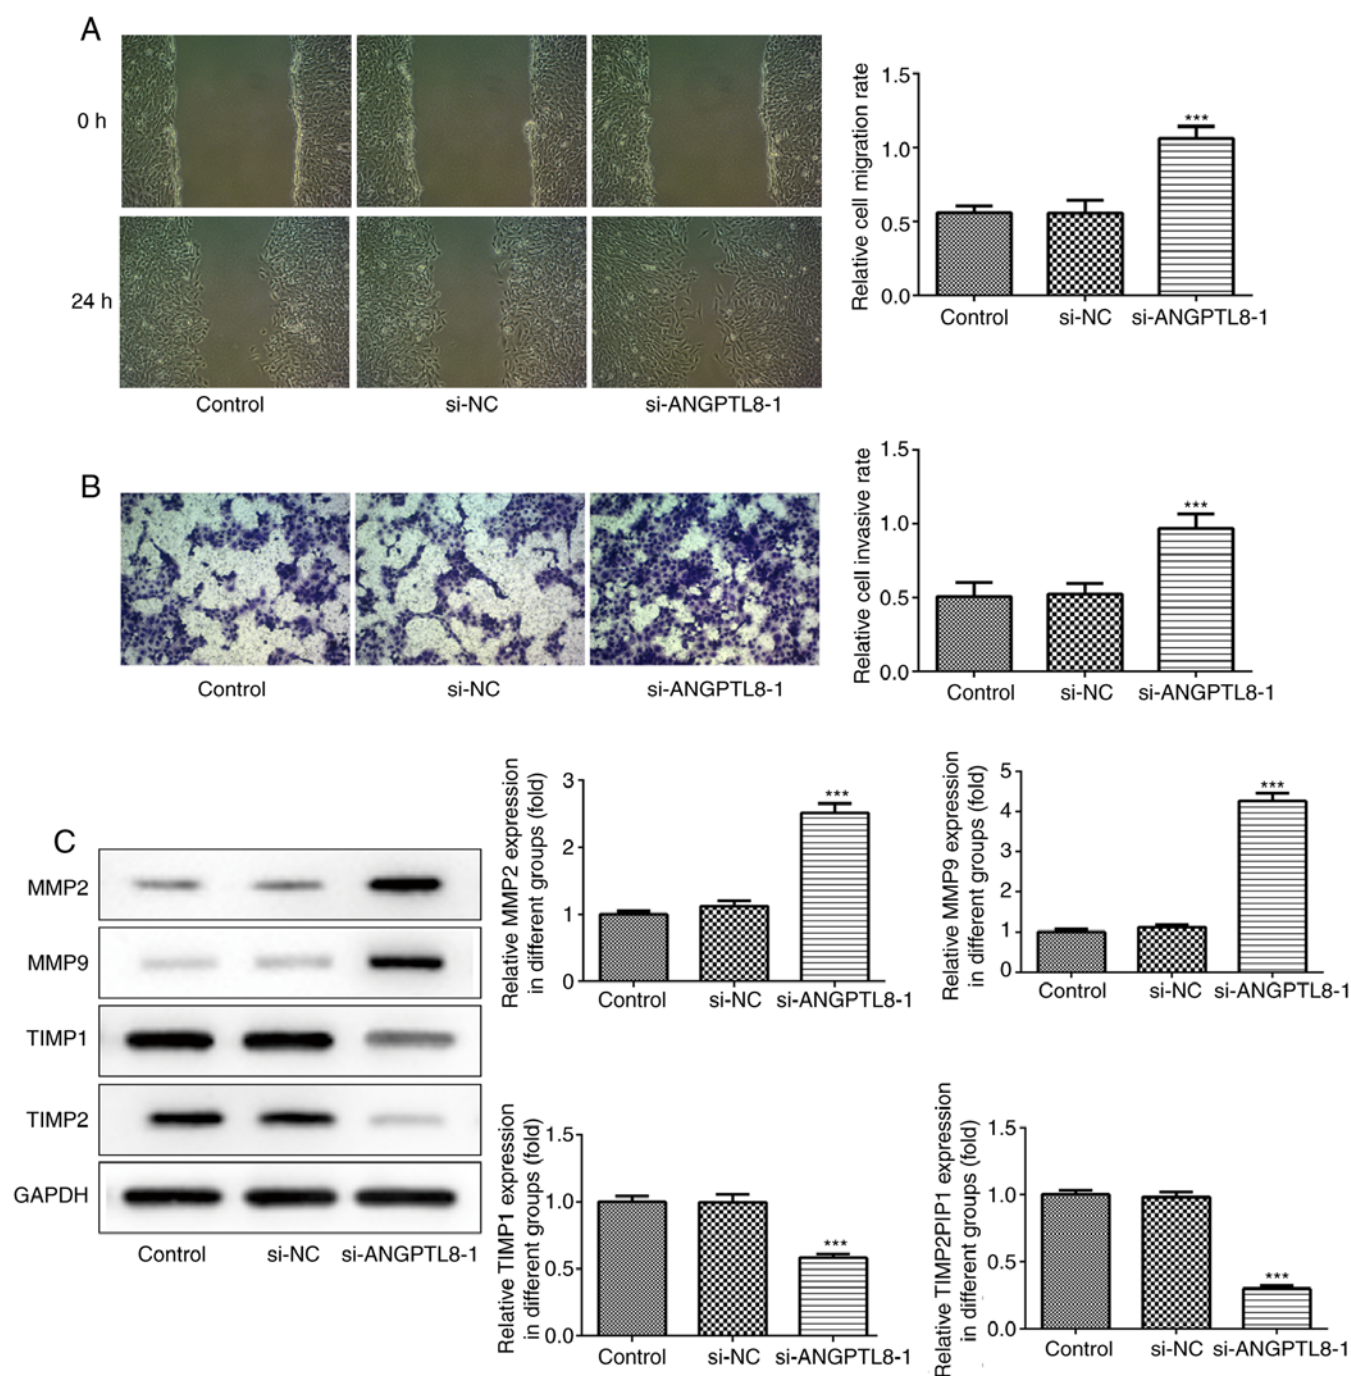 A
0 h
24 h
Control
si-NC
si-ANGPTL8-1
Relative cell migration rate
1.5
1.0
0.5
0.0
***
Control
si-NC
si-ANGPTL8-1
B
Control
si-NC
si-ANGPTL8-1
Relative cell invasive rate
1.5
1.0
0.5
0.0
***
Control
si-NC
si-ANGPTL8-1
C
MMP2
MMP9
TIMP1
TIMP2
GAPDH
Control
si-NC
si-ANGPTL8-1
Relative MMP2 expression
in different groups (fold)
3
2
1
0
***
Control
si-NC
si-ANGPTL8-1
Relative MMP9 expression
in different groups (fold)
5
4
3
2
1
0
***
Control
si-NC
si-ANGPTL8-1
Relative TIMP1 expression
in different groups (fold)
1.5
1.0
0.5
0.0
***
Control
si-NC
si-ANGPTL8-1
Relative TIMP2PIP1 expression
in different groups (fold)
1.5
1.0
0.5
0.0
***
Control
si-NC
si-ANGPTL8-1